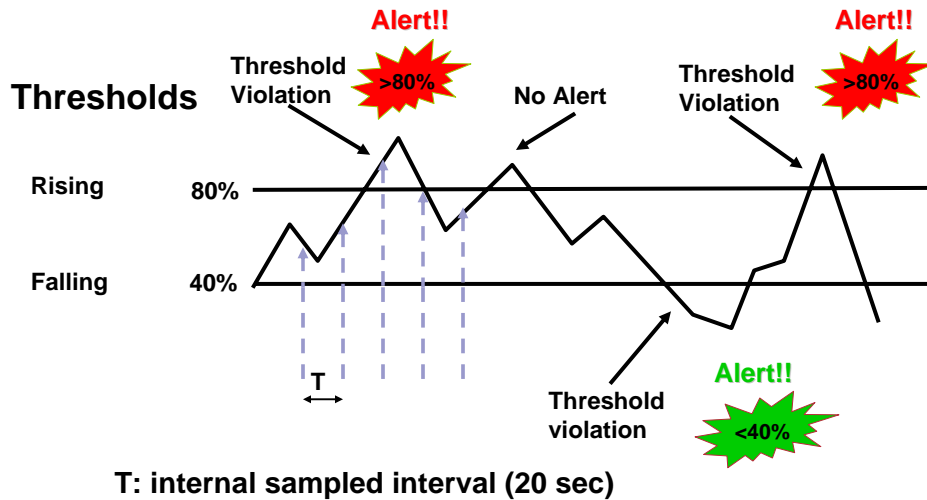 Alert!!
Alert!!
>80%
>80%
Threshold
Violation
Threshold
Violation
No Alert
Thresholds
Rising
80%
Falling
40%
T
Threshold
violation
Alert!!
<40%
T: internal sampled interval (20 sec)